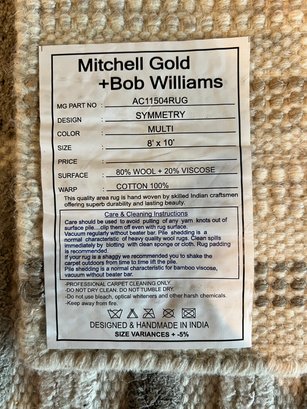 Mitchell Gold
+Bob Williams
MG PART NO : AC11504RUG
DESIGN : SYMMETRY
COLOR : MULTI
SIZE : 8' x 10'
PRICE :
SURFACE : 80% WOOL + 20% VISCOSE
WARP : COTTON 100%
This quality area rug is hand woven by skilled Indian craftsmen
offering superb durability and lasting beauty.
Care & Cleaning Instructions
Care should be used to avoid pulling of any yarn knots out of
surface pile...clip them off even with rug surface.
Vacuum regularly without beater bar. Pile shedding is a
normal characteristic of heavy quality wool rugs. Clean spills
immediately by blotting with clean sponge or cloth. Rug padding
is recommended.
If your rug is a shaggy we recommended you to shake the
carpet outdoors from time to time lift the pile.
Pile shedding is a normal characteristic for bamboo viscose,
vacuum without beater bar.
-PROFESSIONAL CARPET CLEANING ONLY.
-DO NOT DRY CLEAN. DO NOT TUMBLE DRY.
-Do not use bleach, optical whiteners and other harsh chemicals.
-Keep away from fire.
DESIGNED & HANDMADE IN INDIA
SIZE VARIANCES + -5%